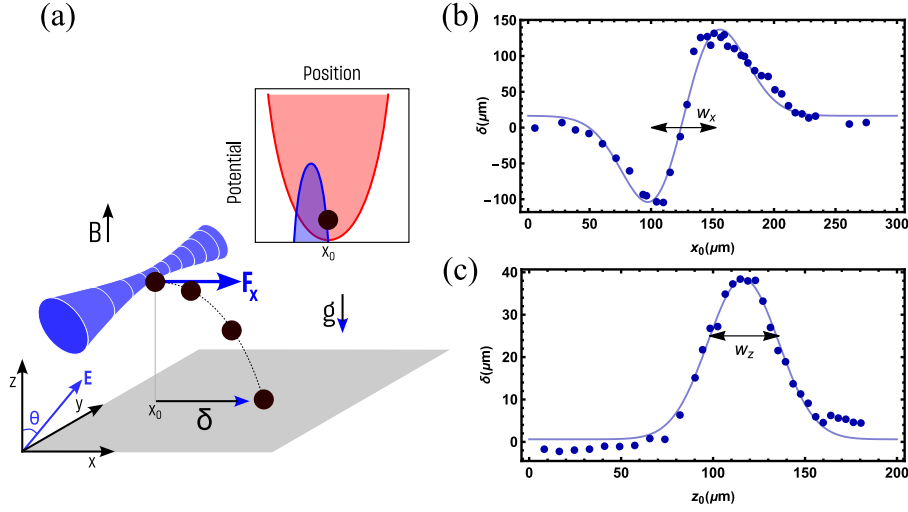 (a)
Position
Potential
x₀
B
Fₓ
g
z
E
θ
y
x
x₀
δ
(b)
150
100
50
0
−50
−100
δ(μm)
wₓ
0 50 100 150 200 250 300
x₀(μm)
(c)
40
30
20
10
0
δ(μm)
w_z
0 50 100 150 200
z₀(μm)